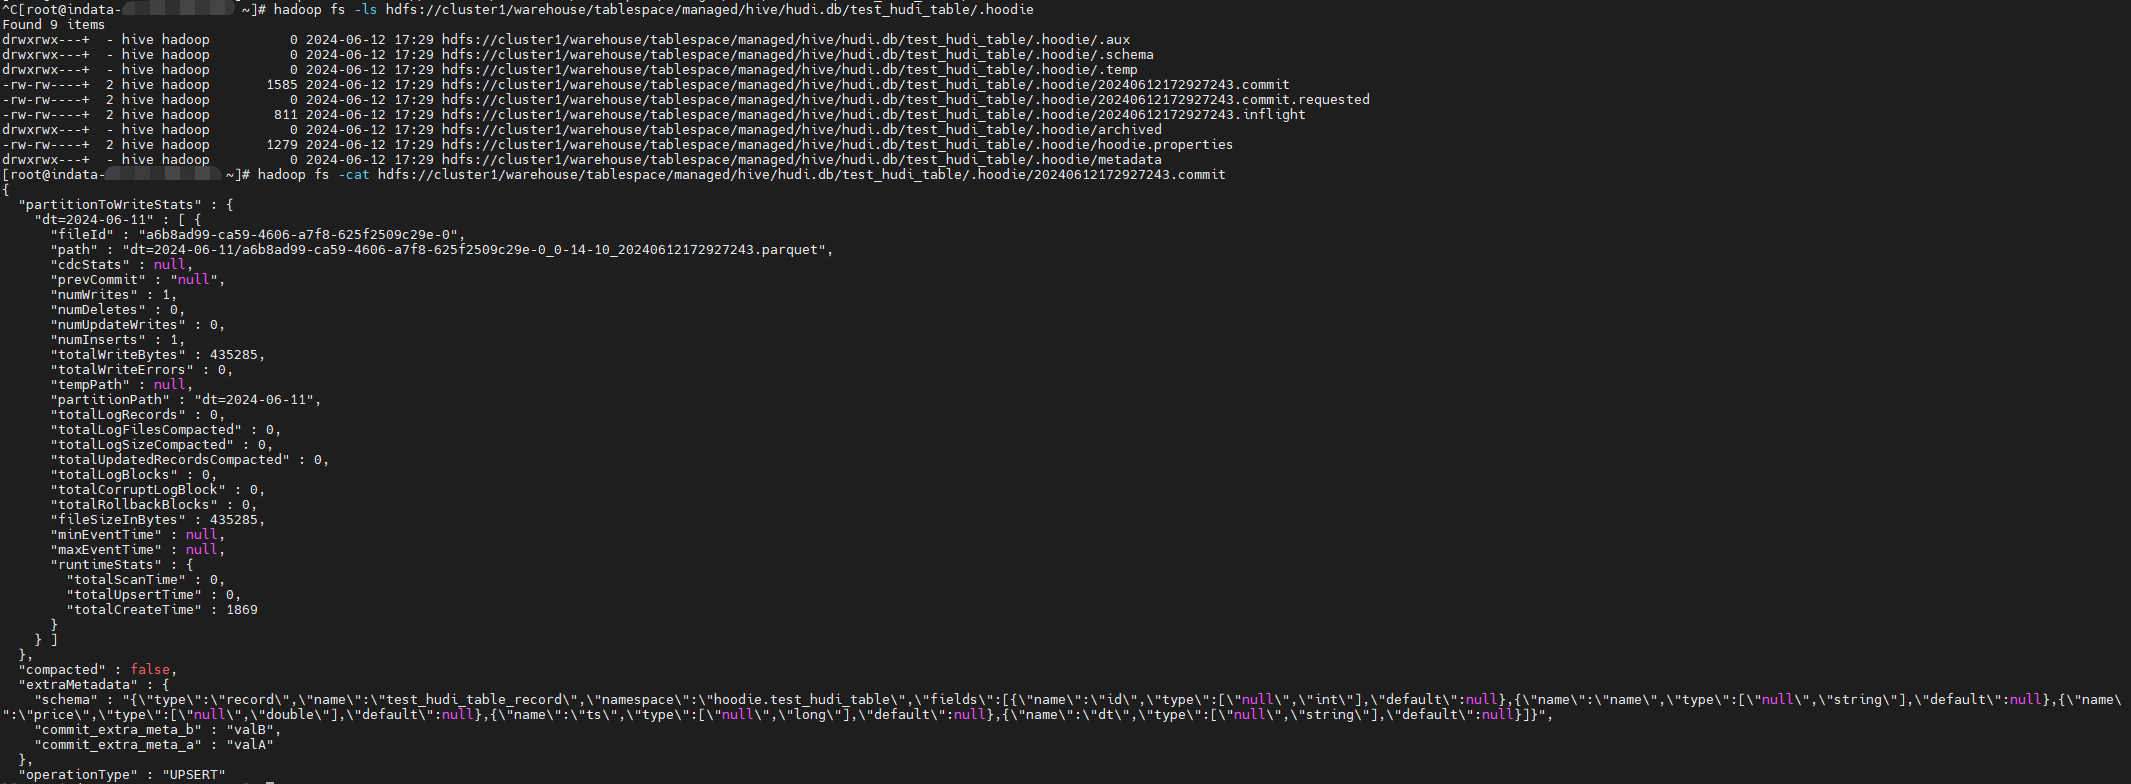 ^C[root@indata- ~]# hadoop fs -ls hdfs://cluster1/warehouse/tablespace/managed/hive/hudi.db/test_hudi_table/.hoodie
Found 9 items
drwxrwx---+  - hive hadoop          0 2024-06-12 17:29 hdfs://cluster1/warehouse/tablespace/managed/hive/hudi.db/test_hudi_table/.hoodie/.aux
drwxrwx---+  - hive hadoop          0 2024-06-12 17:29 hdfs://cluster1/warehouse/tablespace/managed/hive/hudi.db/test_hudi_table/.hoodie/.schema
drwxrwx---+  - hive hadoop          0 2024-06-12 17:29 hdfs://cluster1/warehouse/tablespace/managed/hive/hudi.db/test_hudi_table/.hoodie/.temp
-rw-rw----+  2 hive hadoop       1585 2024-06-12 17:29 hdfs://cluster1/warehouse/tablespace/managed/hive/hudi.db/test_hudi_table/.hoodie/20240612172927243.commit
-rw-rw----+  2 hive hadoop          0 2024-06-12 17:29 hdfs://cluster1/warehouse/tablespace/managed/hive/hudi.db/test_hudi_table/.hoodie/20240612172927243.commit.requested
-rw-rw----+  2 hive hadoop        811 2024-06-12 17:29 hdfs://cluster1/warehouse/tablespace/managed/hive/hudi.db/test_hudi_table/.hoodie/20240612172927243.inflight
drwxrwx---+  - hive hadoop          0 2024-06-12 17:29 hdfs://cluster1/warehouse/tablespace/managed/hive/hudi.db/test_hudi_table/.hoodie/archived
-rw-rw----+  2 hive hadoop       1279 2024-06-12 17:29 hdfs://cluster1/warehouse/tablespace/managed/hive/hudi.db/test_hudi_table/.hoodie/hoodie.properties
drwxrwx---+  - hive hadoop          0 2024-06-12 17:29 hdfs://cluster1/warehouse/tablespace/managed/hive/hudi.db/test_hudi_table/.hoodie/metadata
[root@indata- ~]# hadoop fs -cat hdfs://cluster1/warehouse/tablespace/managed/hive/hudi.db/test_hudi_table/.hoodie/20240612172927243.commit
{
  "partitionToWriteStats" : {
    "dt=2024-06-11" : [ {
      "fileId" : "a6b8ad99-ca59-4606-a7f8-625f2509c29e-0",
      "path" : "dt=2024-06-11/a6b8ad99-ca59-4606-a7f8-625f2509c29e-0_0-14-10_20240612172927243.parquet",
      "cdcStats" : null,
      "prevCommit" : "null",
      "numWrites" : 1,
      "numDeletes" : 0,
      "numUpdateWrites" : 0,
      "numInserts" : 1,
      "totalWriteBytes" : 435285,
      "totalWriteErrors" : 0,
      "tempPath" : null,
      "partitionPath" : "dt=2024-06-11",
      "totalLogRecords" : 0,
      "totalLogFilesCompacted" : 0,
      "totalLogSizeCompacted" : 0,
      "totalUpdatedRecordsCompacted" : 0,
      "totalLogBlocks" : 0,
      "totalCorruptLogBlock" : 0,
      "totalRollbackBlocks" : 0,
      "fileSizeInBytes" : 435285,
      "minEventTime" : null,
      "maxEventTime" : null,
      "runtimeStats" : {
        "totalScanTime" : 0,
        "totalUpsertTime" : 0,
        "totalCreateTime" : 1869
      }
    } ]
  },
  "compacted" : false,
  "extraMetadata" : {
    "schema" : "{\"type\":\"record\",\"name\":\"test_hudi_table_record\",\"namespace\":\"hoodie.test_hudi_table\",\"fields\":[{\"name\":\"id\",\"type\":[\"null\",\"int\"],\"default\":null},{\"name\":\"name\",\"type\":[\"null\",\"string\"],\"default\":null},{\"name\
":\"price\",\"type\":[\"null\",\"double\"],\"default\":null},{\"name\":\"ts\",\"type\":[\"null\",\"long\"],\"default\":null},{\"name\":\"dt\",\"type\":[\"null\",\"string\"],\"default\":null}]}",
    "commit_extra_meta_b" : "valB",
    "commit_extra_meta_a" : "valA"
  },
  "operationType" : "UPSERT"